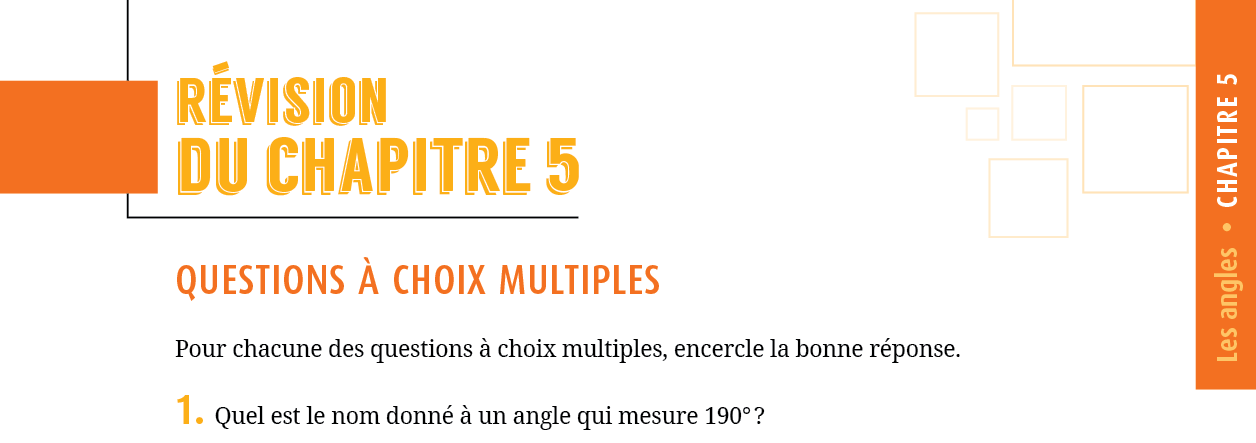 RÉVISION
DU CHAPITRE 5
QUESTIONS À CHOIX MULTIPLES
Pour chacune des questions à choix multiples, encercle la bonne réponse.
1. Quel est le nom donné à un angle qui mesure 190° ?
Les angles • CHAPITRE 5